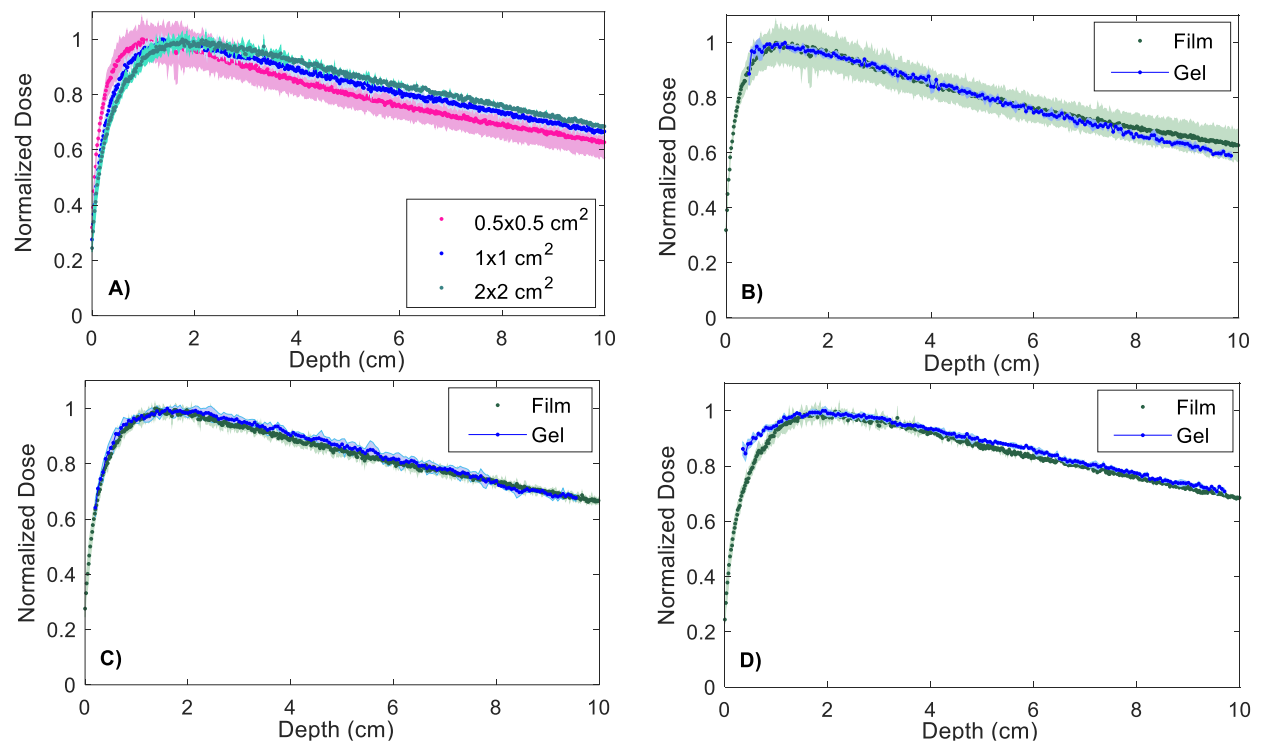 Normalized Dose
1
0.8
0.6
0.4
0.2
0
0.5x0.5 cm2
1x1 cm2
2x2 cm2
A)
0 2 4 6 8 10
Depth (cm)
Normalized Dose
1
0.8
0.6
0.4
0.2
0
Film
Gel
B)
0 2 4 6 8 10
Depth (cm)
Normalized Dose
1
0.8
0.6
0.4
0.2
0
Film
Gel
C)
0 2 4 6 8 10
Depth (cm)
Normalized Dose
1
0.8
0.6
0.4
0.2
0
Film
Gel
D)
0 2 4 6 8 10
Depth (cm)